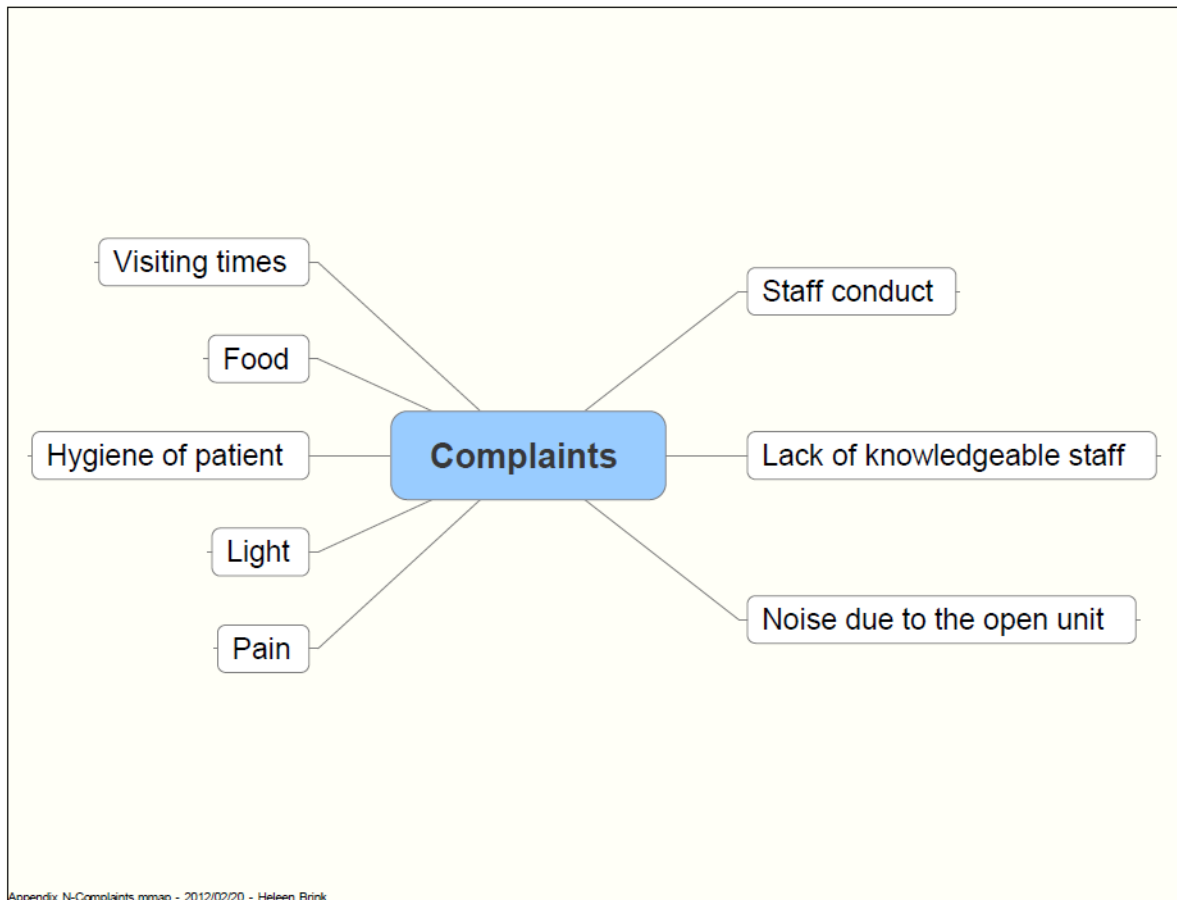 Visiting times
Staff conduct
Food
Complaints
Hygiene of patient
Lack of knowledgeable staff
Light
Noise due to the open unit
Pain
Appendix N-Complaints.mmap - 2012/02/20 - Heleen Brink